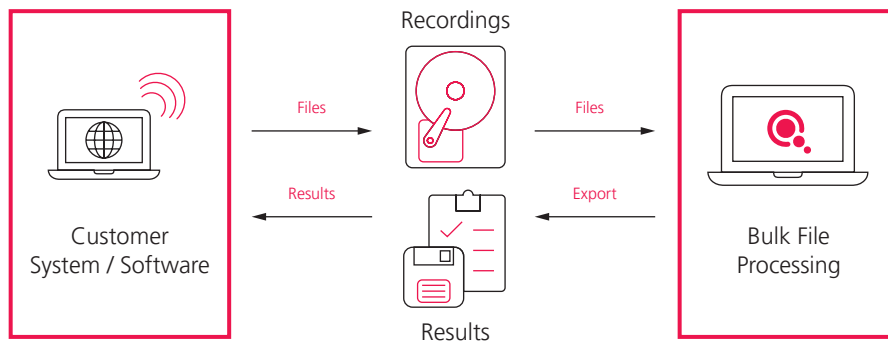 Recordings
Files
Files
Results
Export
Customer
System / Software
Bulk File
Processing
Results